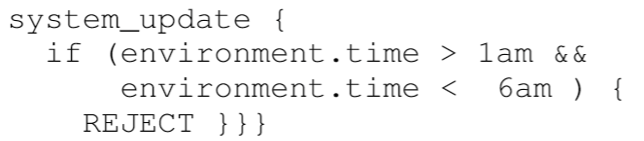 system_update {
if (environment.time > 1am &&
environment.time < 6am ) {
REJECT }}}